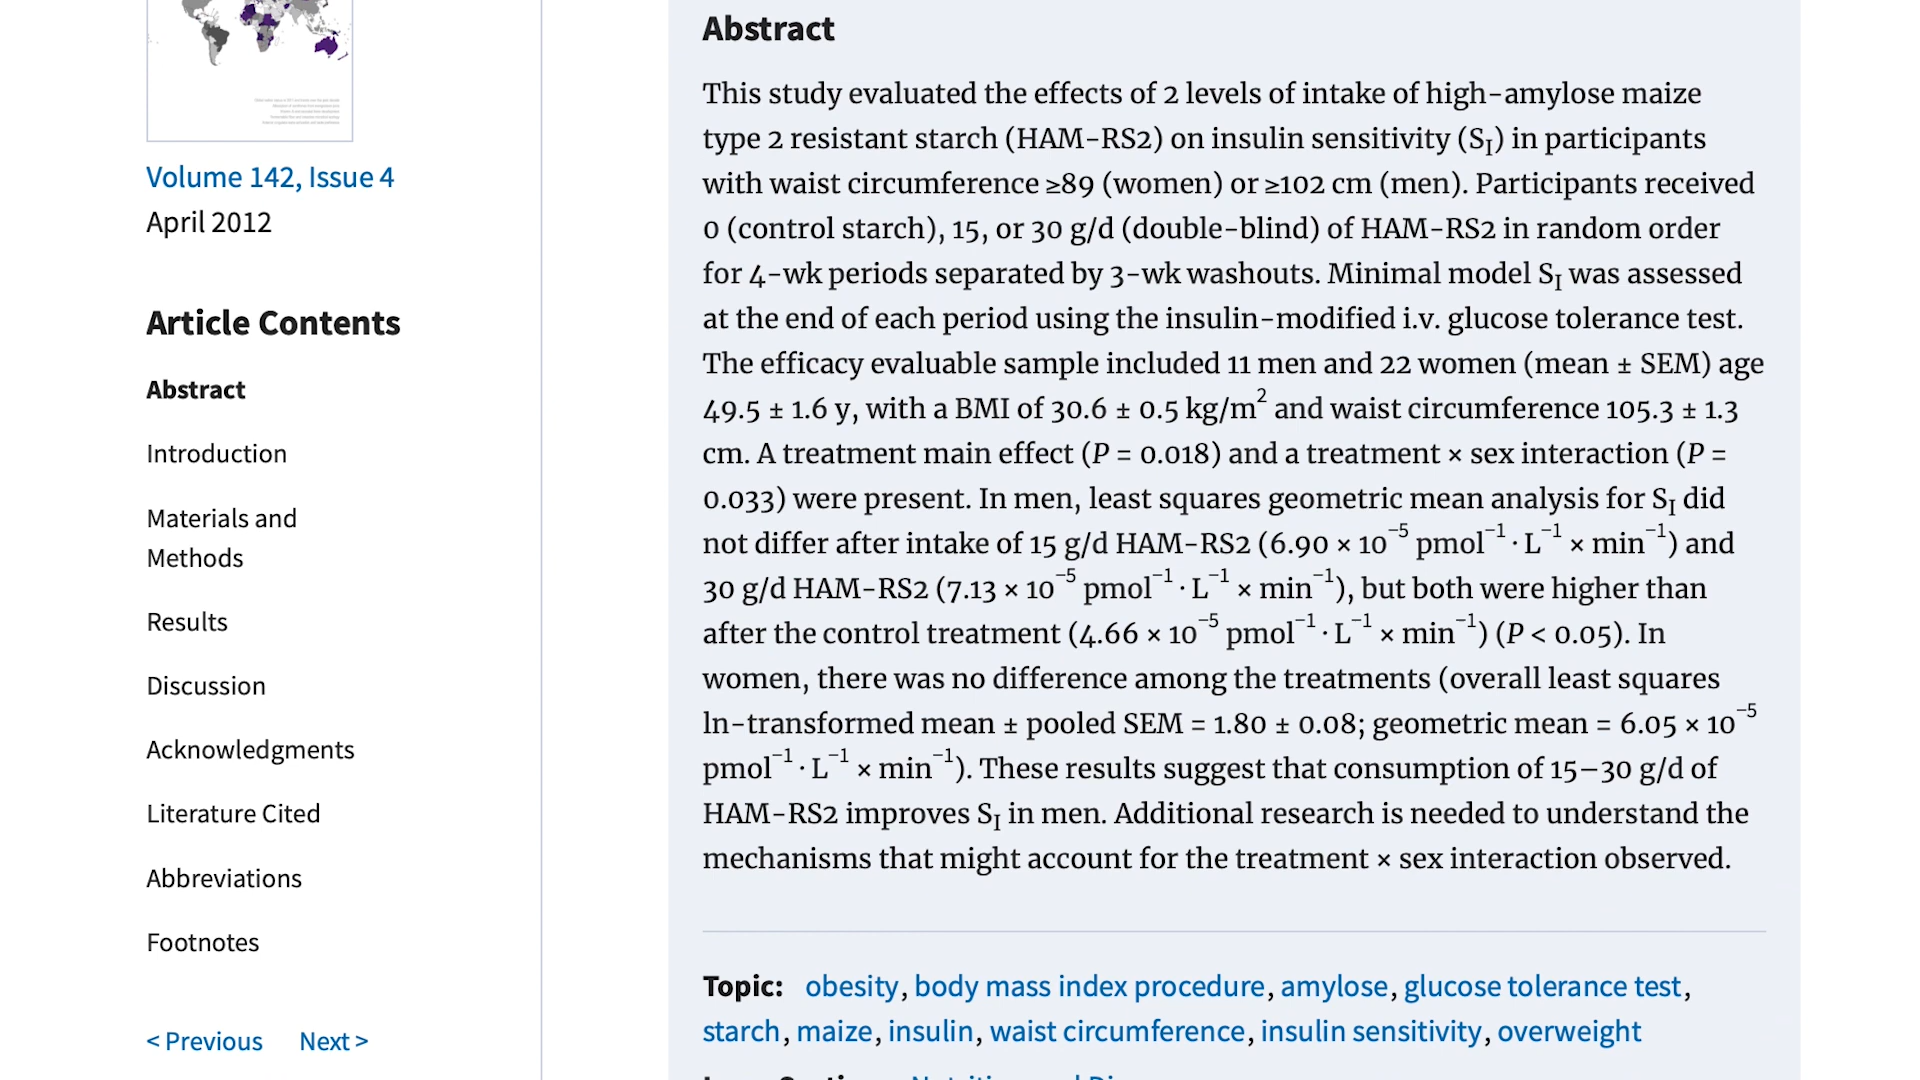 Volume 142, Issue 4
April 2012
Article Contents
Abstract
Introduction
Materials and
Methods
Results
Discussion
Acknowledgments
Literature Cited
Abbreviations
Footnotes
< Previous Next >
Abstract
This study evaluated the effects of 2 levels of intake of high-amylose maize
type 2 resistant starch (HAM-RS2) on insulin sensitivity (S_I) in participants
with waist circumference ≥89 (women) or ≥102 cm (men). Participants received
0 (control starch), 15, or 30 g/d (double-blind) of HAM-RS2 in random order
for 4-wk periods separated by 3-wk washouts. Minimal model S_I was assessed
at the end of each period using the insulin-modified i.v. glucose tolerance test.
The efficacy evaluable sample included 11 men and 22 women (mean ± SEM) age
49.5 ± 1.6 y, with a BMI of 30.6 ± 0.5 kg/m² and waist circumference 105.3 ± 1.3
cm. A treatment main effect (P = 0.018) and a treatment × sex interaction (P =
0.033) were present. In men, least squares geometric mean analysis for S_I did
not differ after intake of 15 g/d HAM-RS2 (6.90 × 10⁻⁵ pmol⁻¹ · L⁻¹ × min⁻¹) and
30 g/d HAM-RS2 (7.13 × 10⁻⁵ pmol⁻¹ · L⁻¹ × min⁻¹), but both were higher than
after the control treatment (4.66 × 10⁻⁵ pmol⁻¹ · L⁻¹ × min⁻¹) (P < 0.05). In
women, there was no difference among the treatments (overall least squares
ln-transformed mean ± pooled SEM = 1.80 ± 0.08; geometric mean = 6.05 × 10⁻⁵
pmol⁻¹ · L⁻¹ × min⁻¹). These results suggest that consumption of 15–30 g/d of
HAM-RS2 improves S_I in men. Additional research is needed to understand the
mechanisms that might account for the treatment × sex interaction observed.
Topic: obesity, body mass index procedure, amylose, glucose tolerance test,
starch, maize, insulin, waist circumference, insulin sensitivity, overweight